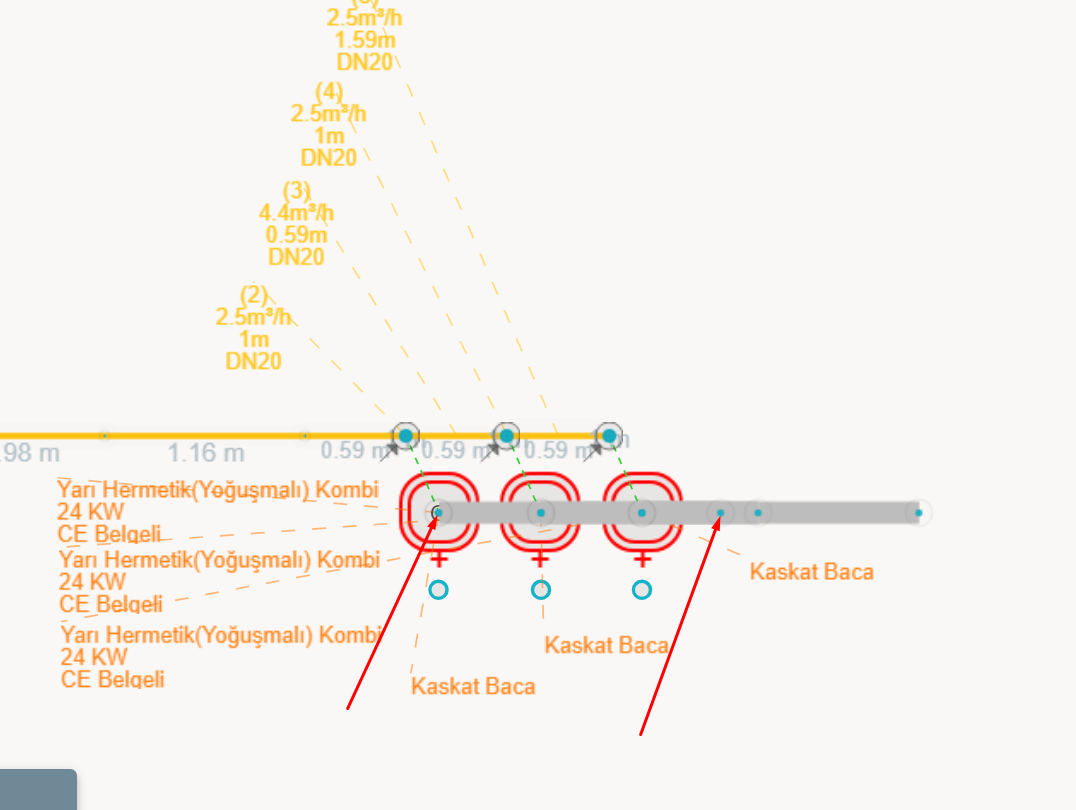 2.5m³/h
1.59m
DN20
(4)
2.5m³/h
1m
DN20
(3)
4.4m³/h
0.59m
DN20
(2)
2.5m³/h
1m
DN20
.98 m
1.16 m
0.59 m
0.59 m
0.59 m
Yarı Hermetik(Yoğuşmalı) Kombi
24 KW
CE Belgeli
Yarı Hermetik(Yoğuşmalı) Kombi
24 KW
CE Belgeli
Yarı Hermetik(Yoğuşmalı) Kombi
24 KW
CE Belgeli
Kaskat Baca
Kaskat Baca
Kaskat Baca